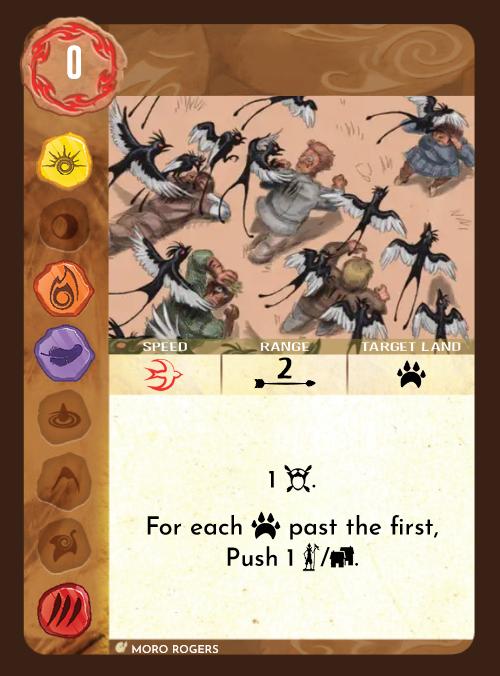 0
SPEED RANGE TARGET LAND
2
1 .
For each past the first,
Push 1 / .
MORO ROGERS